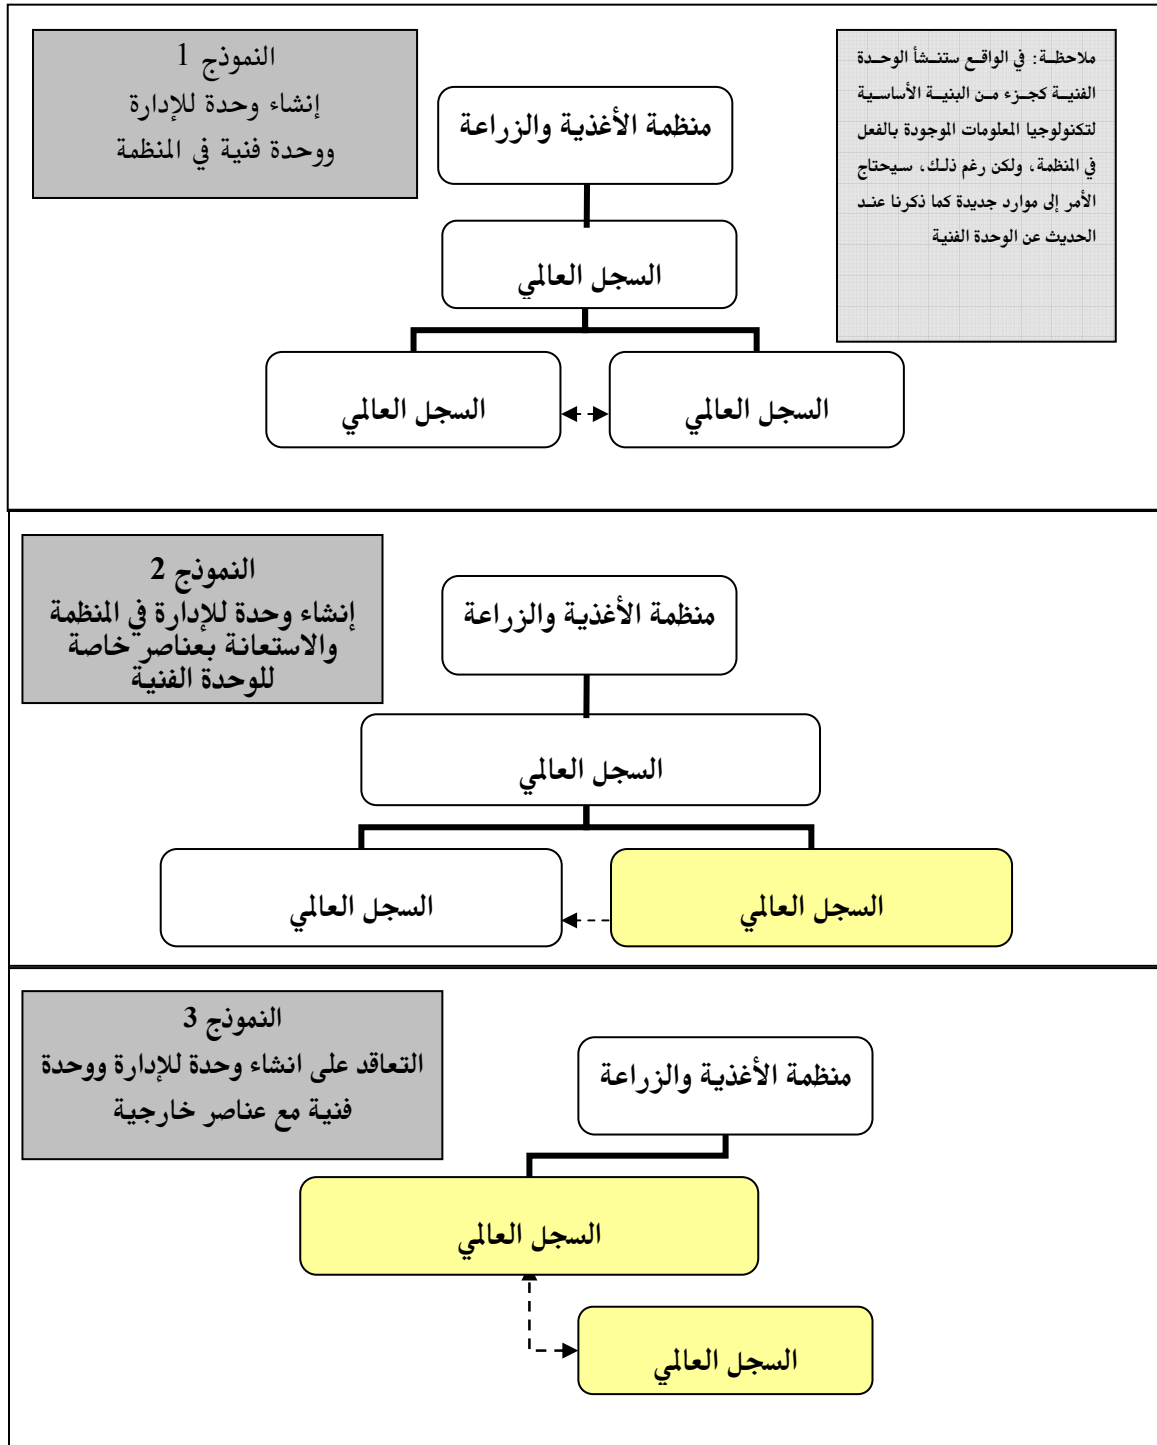 النموذج 1
إنشاء وحدة للإدارة
ووحدة فنية في المنظمة
ملاحظة: في الواقع ستنشأ الوحدة
الفنية كجزء من البنية الأساسية
لتكنولوجيا المعلومات الموجودة بالفعل
في المنظمة، ولكن رغم ذلك، سيحتاج
الأمر إلى موارد جديدة كما ذكرنا عند
الحديث عن الوحدة الفنية
منظمة الأغذية والزراعة
السجل العالمي
السجل العالمي
السجل العالمي
النموذج 2
إنشاء وحدة للإدارة في المنظمة
والاستعانة بعناصر خاصة
للوحدة الفنية
منظمة الأغذية والزراعة
السجل العالمي
السجل العالمي
السجل العالمي
النموذج 3
التعاقد على انشاء وحدة للإدارة ووحدة
فنية مع عناصر خارجية
منظمة الأغذية والزراعة
السجل العالمي
السجل العالمي